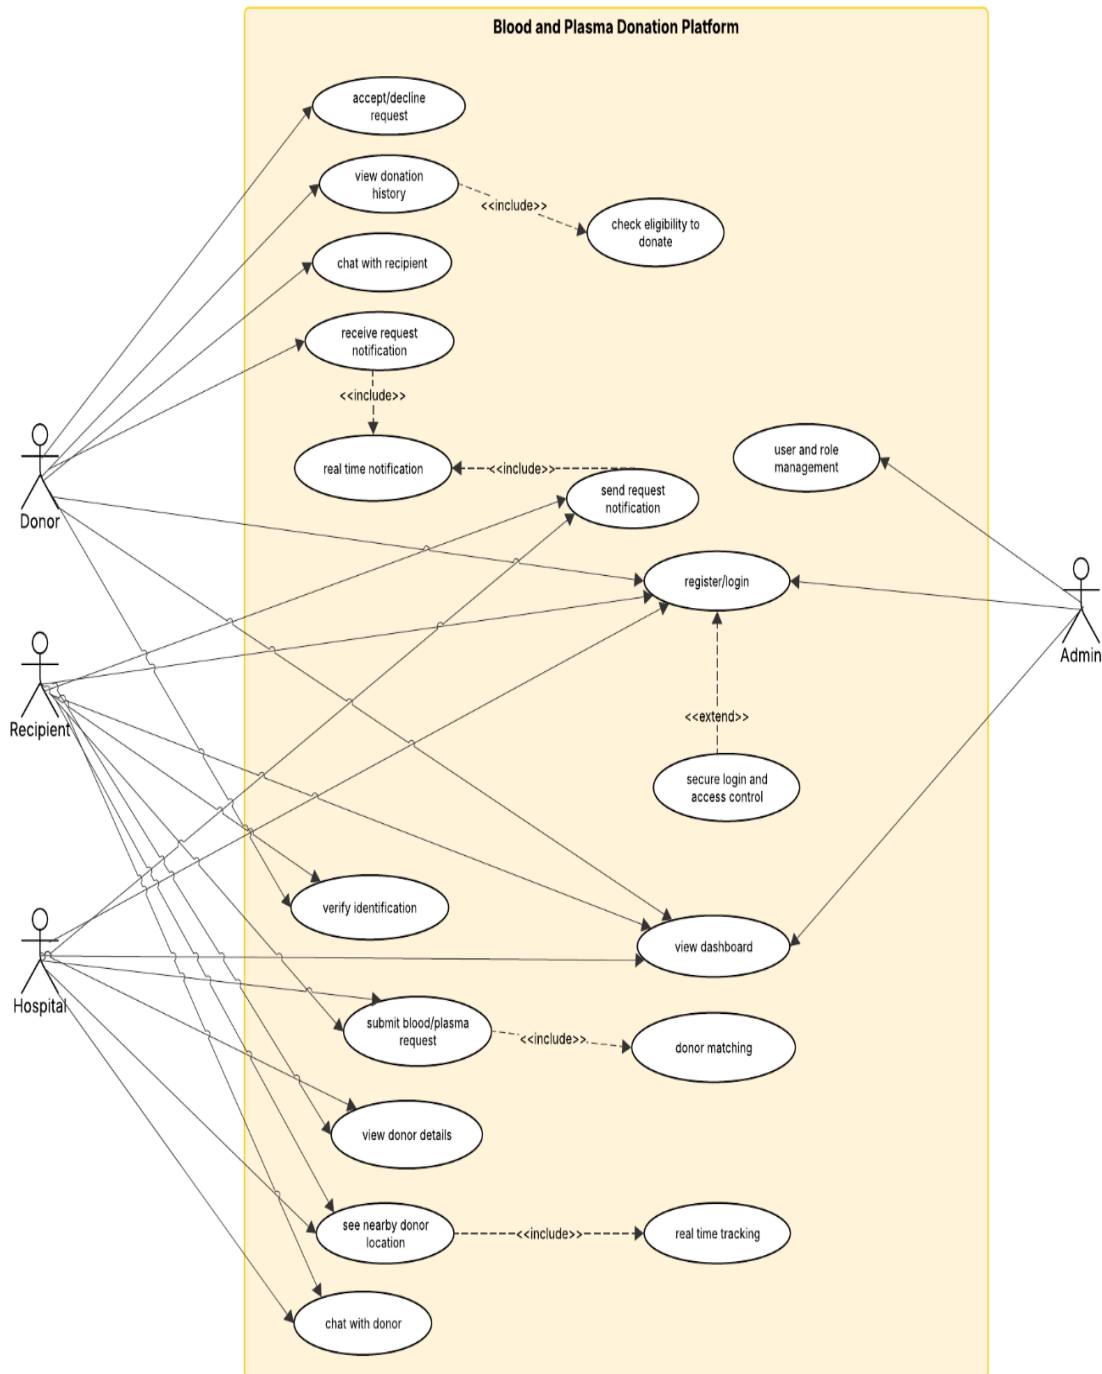 Blood and Plasma Donation Platform
accept/decline
request
view donation
history
<<include>>
check eligibility to
donate
chat with recipient
receive request
notification
<<include>>
real time notification
<<include>>
send request
notification
user and role
management
Donor
register/login
Admin
Recipient
<<extend>>
secure login and
access control
verify identification
view dashboard
Hospital
submit blood/plasma
request
<<include>>
donor matching
view donor details
see nearby donor
location
<<include>>
real time tracking
chat with donor